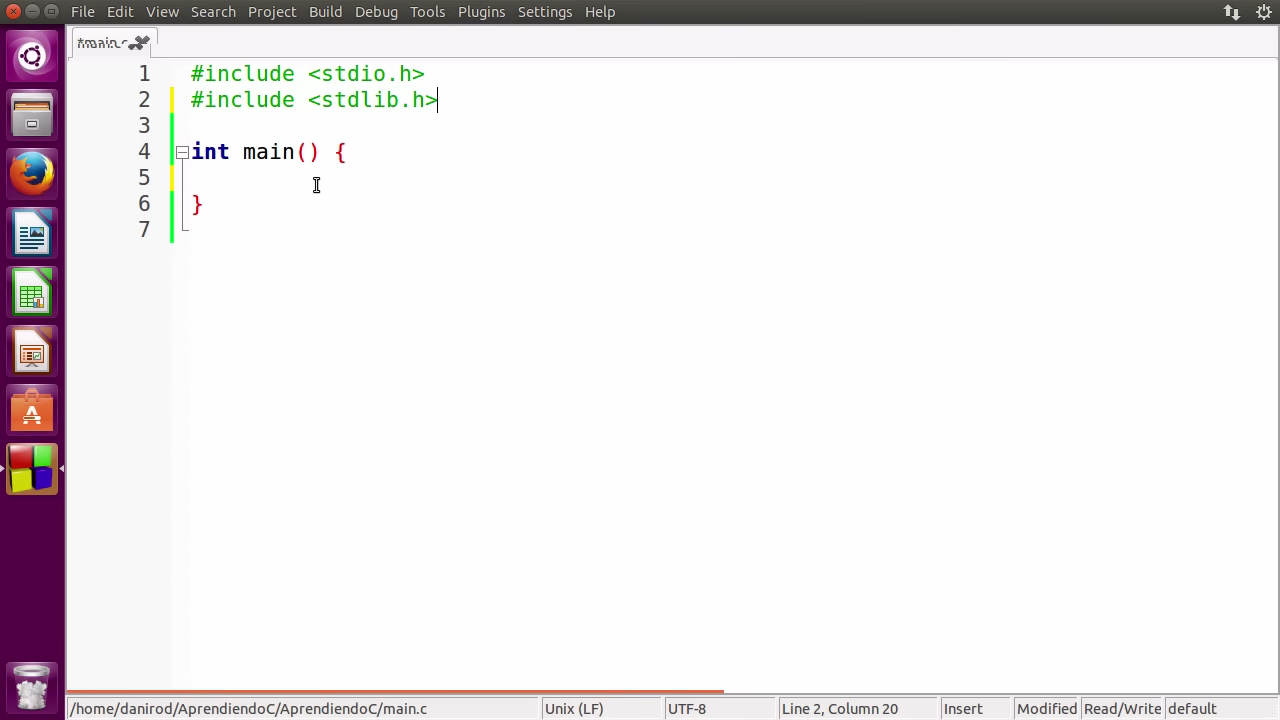 File Edit View Search Project Build Debug Tools Plugins Settings Help
*main.c
1 #include <stdio.h>
2 #include <stdlib.h>
3
4 int main() {
5
6 }
7
/home/danirod/AprendiendoC/AprendiendoC/main.c Unix (LF) UTF-8 Line 2, Column 20 Insert Modified Read/Write default